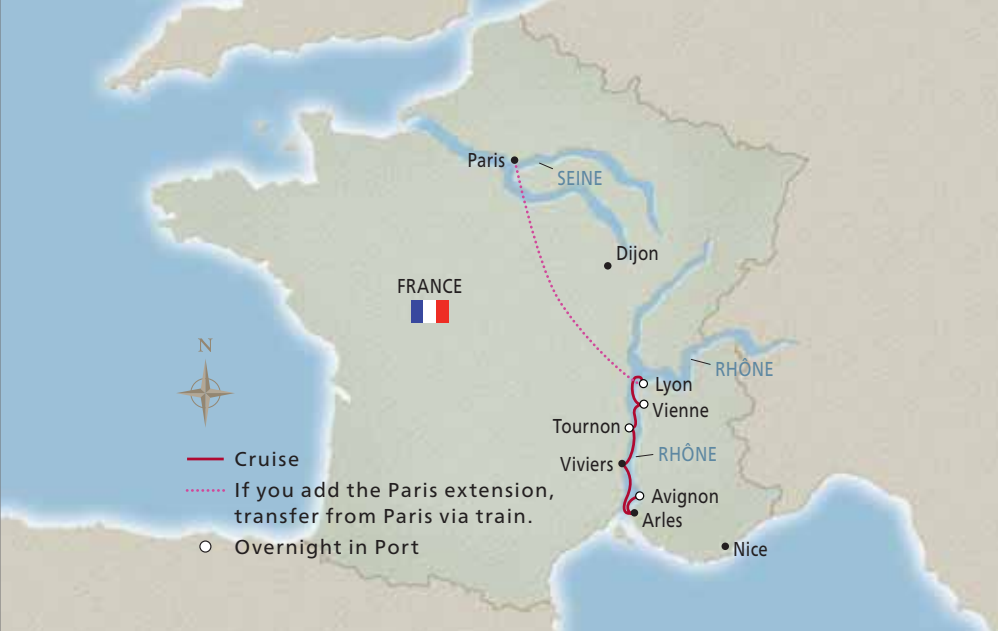 Paris
SEINE
Dijon
FRANCE
N
RHÔNE
Lyon
Vienne
Tournon
RHÔNE
Viviers
Cruise
If you add the Paris extension,
transfer from Paris via train.
Avignon
Arles
Overnight in Port
Nice